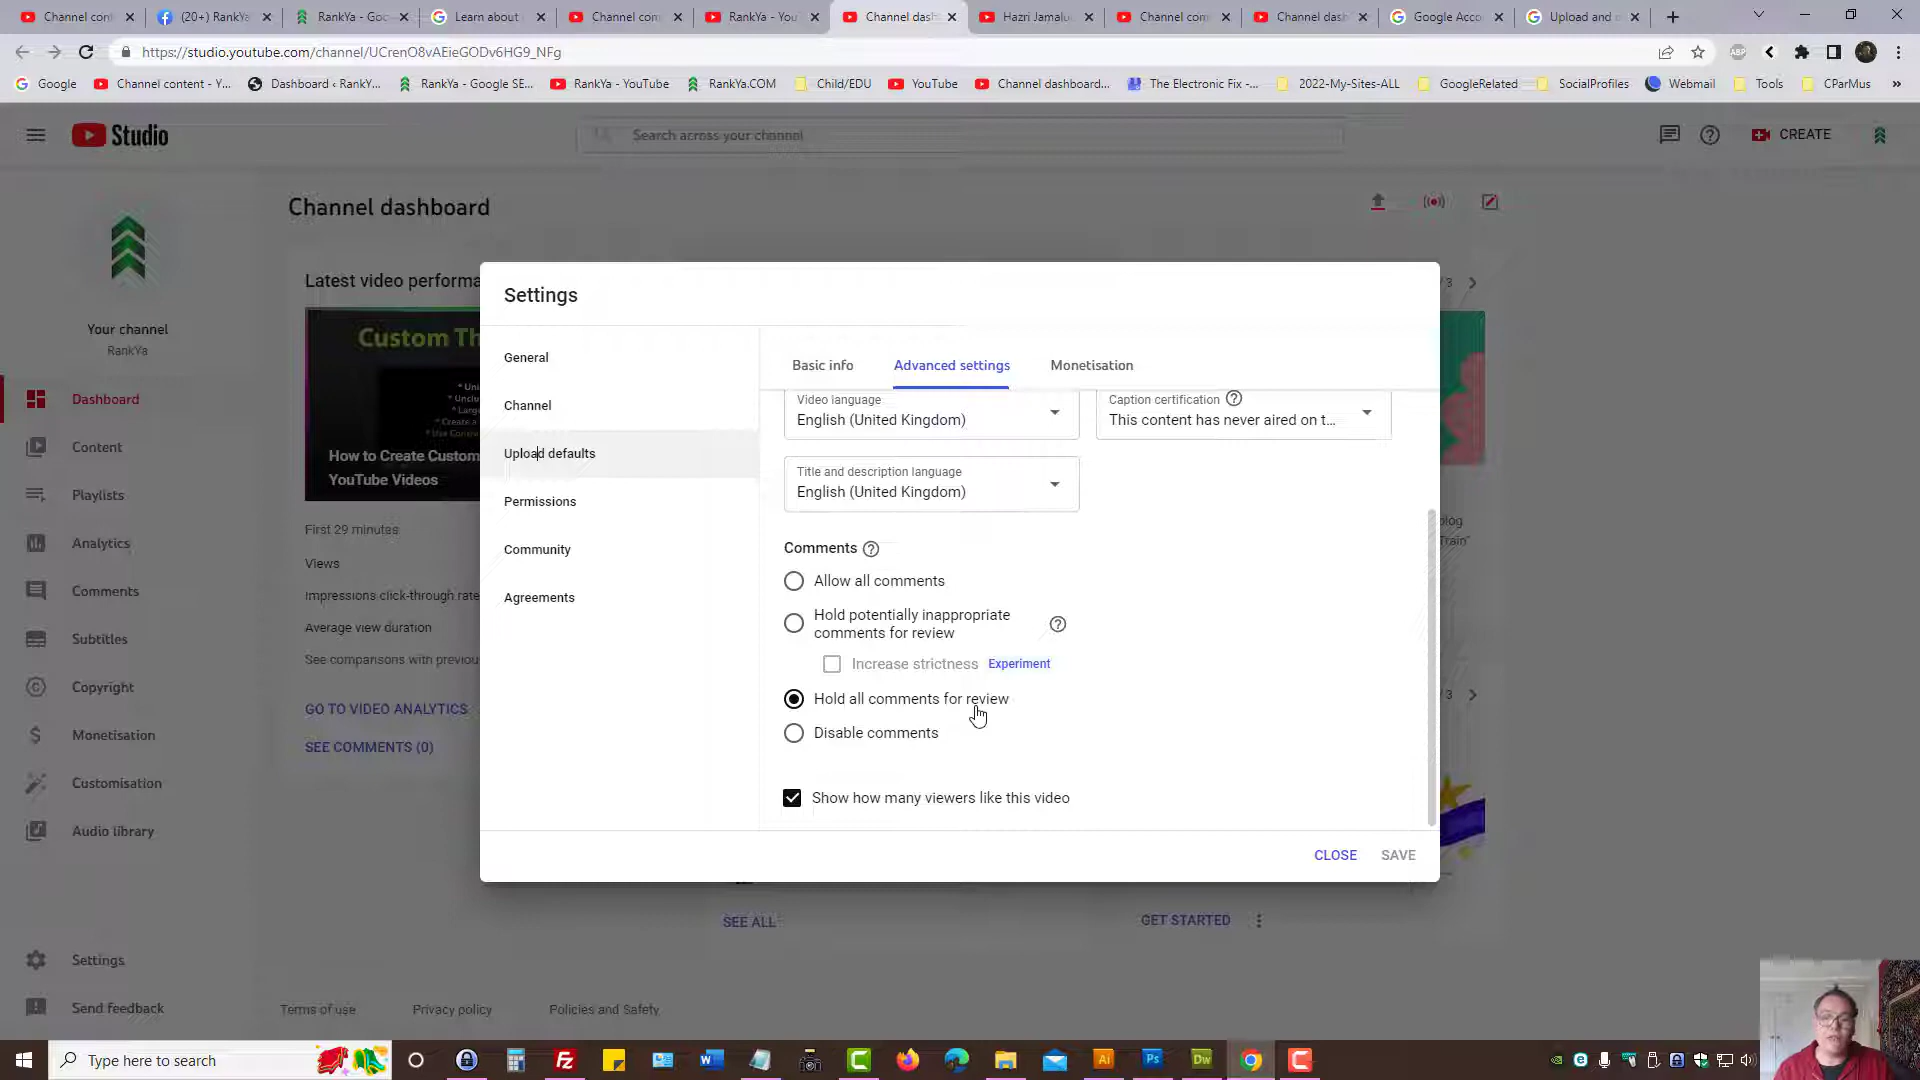 Channel con
(20+) RankYa
RankYa - Goo
Learn about
Channel con
RankYa - You
Channel dash
Hazri Jamalu
Channel con
Channel dash
Google Acco
Upload and
https://studio.youtube.com/channel/UCrenO8vAEieGODv6HG9_NFg
ABP
Google
Channel content - Y...
Dashboard ‹ RankY...
RankYa - Google SE...
RankYa - YouTube
RankYa.COM
Child/EDU
YouTube
Channel dashboard...
The Electronic Fix -...
2022-My-Sites-ALL
GoogleRelated
SocialProfiles
Webmail
Tools
CParMus
»
Studio
Search across your channel
CREATE
Channel dashboard
Your channel
RankYa
Dashboard
Content
Playlists
Analytics
Comments
Subtitles
Copyright
Monetisation
Customisation
Audio library
Settings
Send feedback
Latest video performa
Custom Th
How to Create Custom
YouTube Videos
First 29 minutes:
Views
Impressions click-through rate
Average view duration
See comparisons with previou
GO TO VIDEO ANALYTICS
SEE COMMENTS (0)
Settings
General
Channel
Upload defaults
Permissions
Community
Agreements
Basic info
Advanced settings
Monetisation
Video language
English (United Kingdom)
Caption certification
This content has never aired on t...
Title and description language
English (United Kingdom)
Comments
Allow all comments
Hold potentially inappropriate
comments for review
Increase strictness Experiment
Hold all comments for review
Disable comments
Show how many viewers like this video
CLOSE
SAVE
/ 3
blog
Train"
/ 3
SEE ALL
GET STARTED
Terms of use
Privacy policy
Policies and Safety
Type here to search